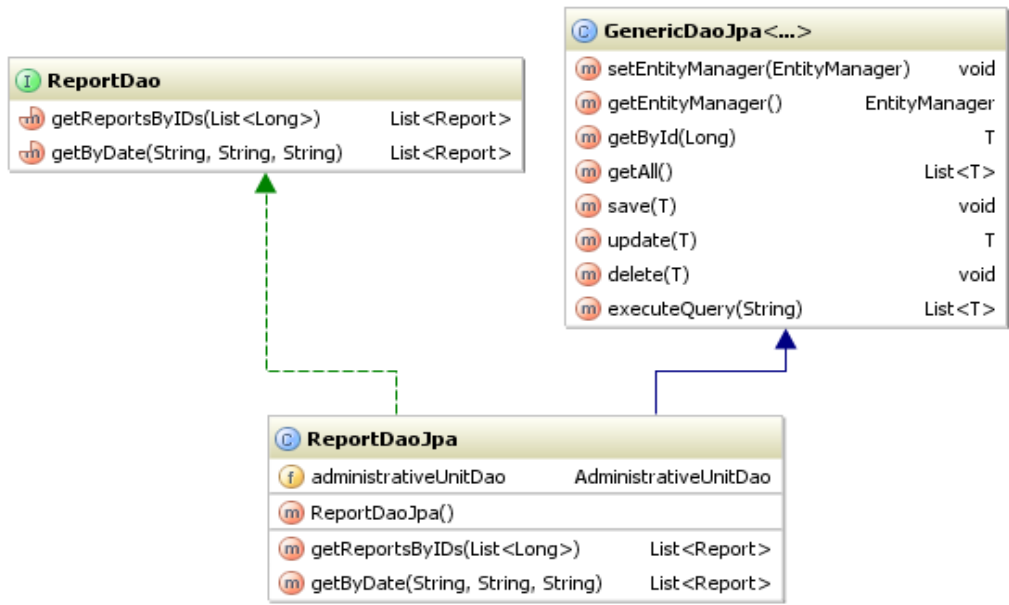 I ReportDao
m getReportsByIDs(List<Long>) List<Report>
m getByDate(String, String, String) List<Report>
C GenericDaoJpa<...>
m setEntityManager(EntityManager) void
m getEntityManager() EntityManager
m getById(Long) T
m getAll() List<T>
m save(T) void
m update(T) T
m delete(T) void
m executeQuery(String) List<T>
C ReportDaoJpa
f administrativeUnitDao AdministrativeUnitDao
m ReportDaoJpa()
m getReportsByIDs(List<Long>) List<Report>
m getByDate(String, String, String) List<Report>